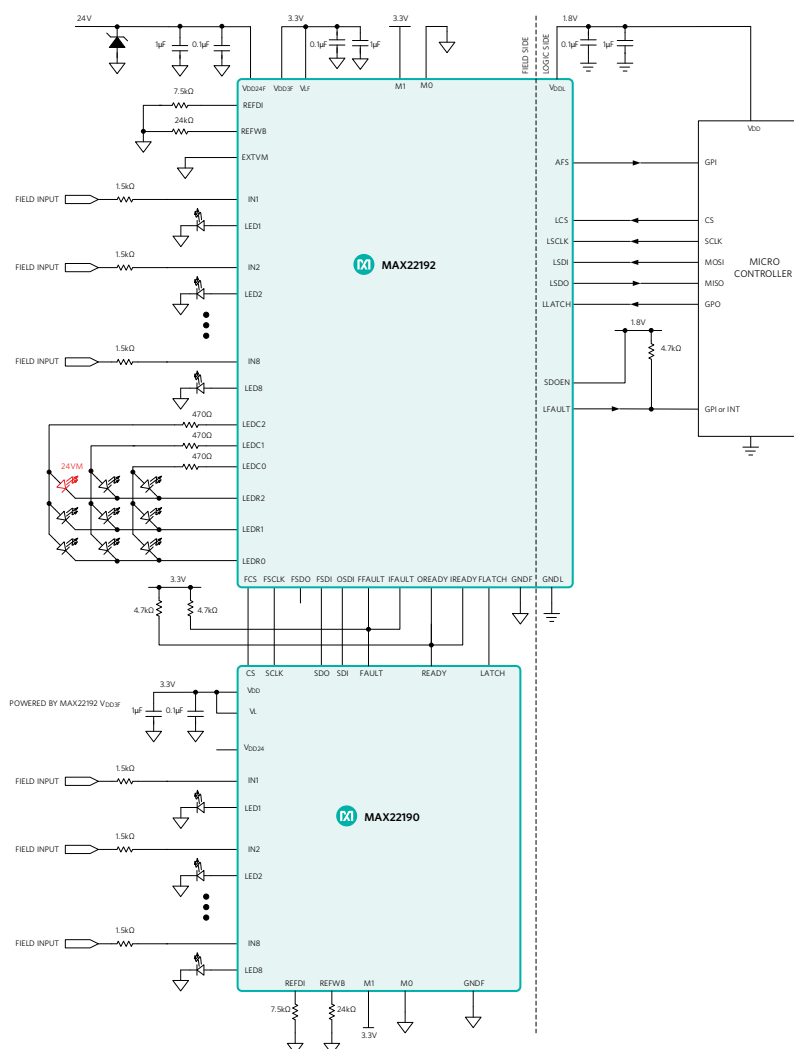 24V
3.3V
3.3V
1.8V
1µF
0.1µF
0.1µF
1µF
0.1µF
1µF
FIELD SIDE
LOGIC SIDE
VDD24F
VDD3F
VLF
M1
M0
VDDL
7.5kΩ
REFDI
24kΩ
REFWB
EXTVM
VDD
AFS
GPI
1.5kΩ
FIELD INPUT
IN1
LED1
LCS
CS
LSCLK
SCLK
1.5kΩ
FIELD INPUT
IN2
LED2
MAX22192
LSDI
MOSI
LSDO
MISO
LLATCH
GPO
MICRO
CONTROLLER
1.8V
4.7kΩ
1.5kΩ
FIELD INPUT
IN8
LED8
SDOEN
LFAULT
GPI or INT
470Ω
LEDC2
470Ω
LEDC1
470Ω
LEDC0
24VM
LEDR2
LEDR1
LEDR0
FCS
FSCLK
FSDO
FSDI
OSDI
FFAULT
IFAULT
OREADY
IREADY
FLATCH
GNDF
GNDL
3.3V
4.7kΩ
4.7kΩ
CS
SCLK
SDO
SDI
FAULT
READY
LATCH
3.3V
VDD
POWERED BY MAX22192 VDD3F
1µF
0.1µF
VL
VDD24
1.5kΩ
FIELD INPUT
IN1
LED1
MAX22190
1.5kΩ
FIELD INPUT
IN2
LED2
1.5kΩ
FIELD INPUT
IN8
LED8
REFDI
REFWB
M1
M0
GNDF
7.5kΩ
24kΩ
3.3V